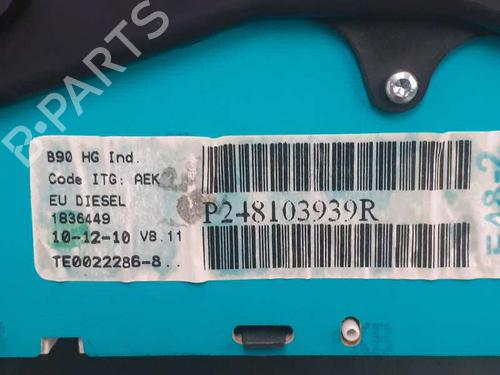 B-PARTS
B90 HG Ind.
Code ITG: AEK
EU DIESEL
1836449
10-12-10 V8.11
TE0022286-8..
P248103939R